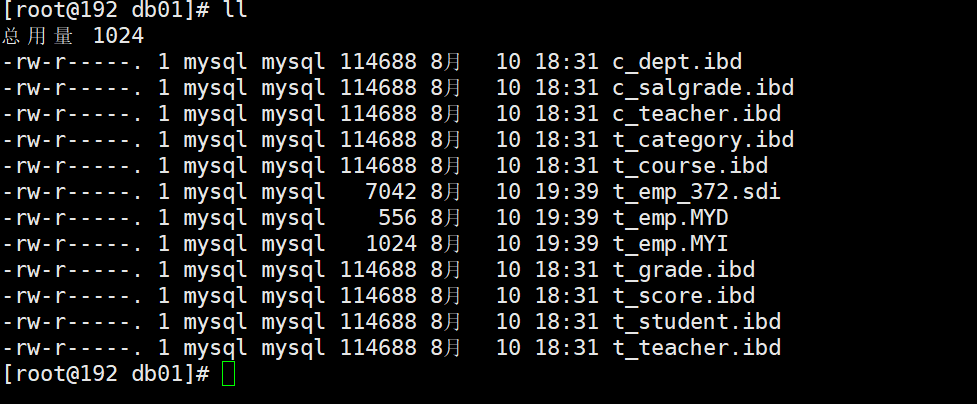 [root@192 db01]# ll
总用量 1024
-rw-r-----. 1 mysql mysql 114688 8月  10 18:31 c_dept.ibd
-rw-r-----. 1 mysql mysql 114688 8月  10 18:31 c_salgrade.ibd
-rw-r-----. 1 mysql mysql 114688 8月  10 18:31 c_teacher.ibd
-rw-r-----. 1 mysql mysql 114688 8月  10 18:31 t_category.ibd
-rw-r-----. 1 mysql mysql 114688 8月  10 18:31 t_course.ibd
-rw-r-----. 1 mysql mysql   7042 8月  10 19:39 t_emp_372.sdi
-rw-r-----. 1 mysql mysql    556 8月  10 19:39 t_emp.MYD
-rw-r-----. 1 mysql mysql   1024 8月  10 19:39 t_emp.MYI
-rw-r-----. 1 mysql mysql 114688 8月  10 18:31 t_grade.ibd
-rw-r-----. 1 mysql mysql 114688 8月  10 18:31 t_score.ibd
-rw-r-----. 1 mysql mysql 114688 8月  10 18:31 t_student.ibd
-rw-r-----. 1 mysql mysql 114688 8月  10 18:31 t_teacher.ibd
[root@192 db01]#